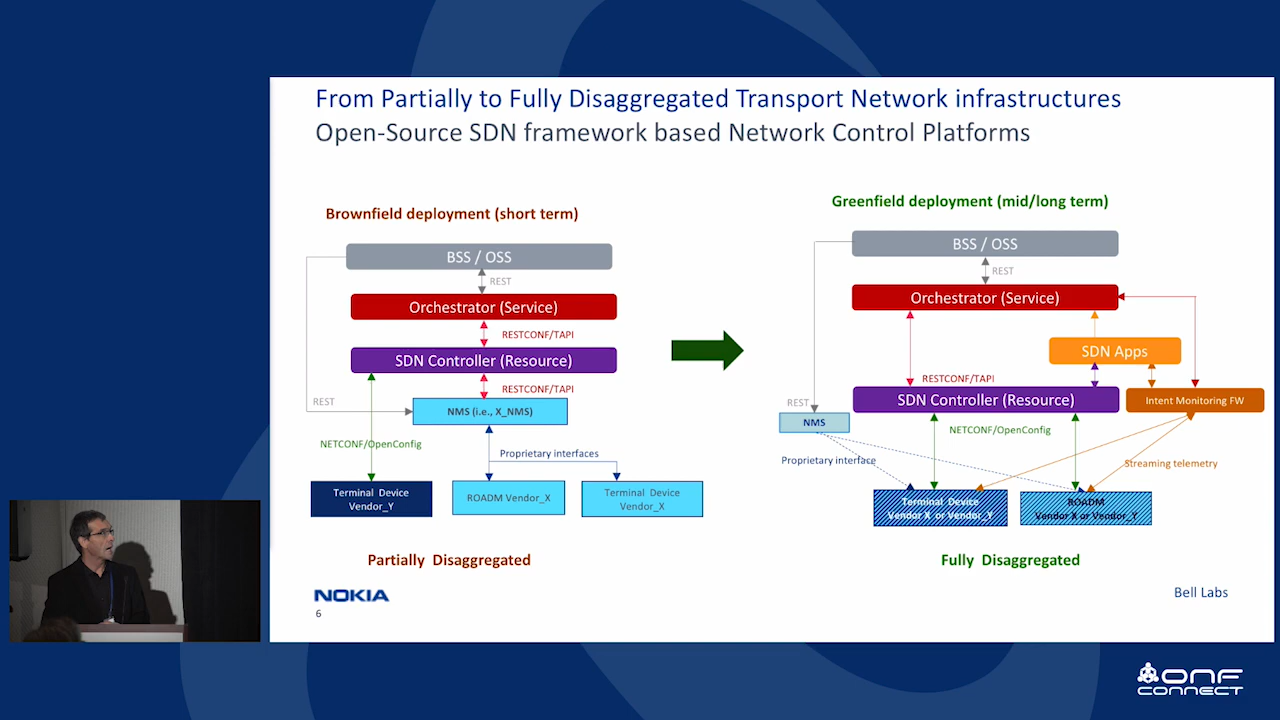 From Partially to Fully Disaggregated Transport Network infrastructures
Open-Source SDN framework based Network Control Platforms
Brownfield deployment (short term)
BSS / OSS
REST
Orchestrator (Service)
RESTCONF/TAPI
SDN Controller (Resource)
RESTCONF/TAPI
REST
NMS (i.e., X_NMS)
NETCONF/OpenConfig
Proprietary interfaces
Terminal Device
Vendor_Y
ROADM Vendor_X
Terminal Device
Vendor_X
Partially Disaggregated
Greenfield deployment (mid/long term)
BSS / OSS
REST
Orchestrator (Service)
SDN Apps
RESTCONF/TAPI
SDN Controller (Resource)
Intent Monitoring FW
REST
NMS
NETCONF/OpenConfig
Proprietary interface
Streaming telemetry
Terminal Device
Vendor X or Vendor_Y
ROADM
Vendor X or Vendor_Y
Fully Disaggregated
NOKIA
Bell Labs
6
ONF
CONNECT